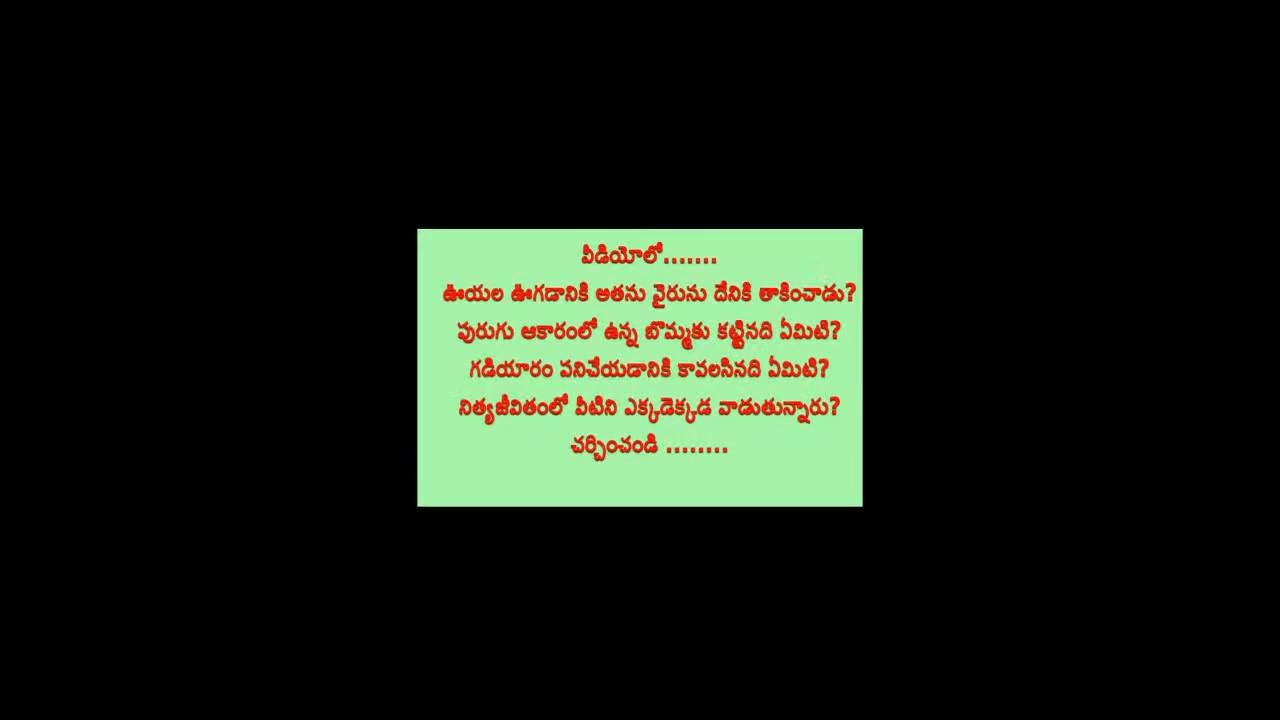 వీడియోలో.......
ఊయల ఊగడానికి అతను వైరును దేనికి తాకించాడు?
పురుగు ఆకారంలో ఉన్న బొమ్మకు కట్టినది ఏమిటి?
గడియారం పనిచేయడానికి కావలసినది ఏమిటి?
నిత్యజీవితంలో వీటిని ఎక్కడెక్కడ వాడుతున్నారు?
చర్చించండి ........